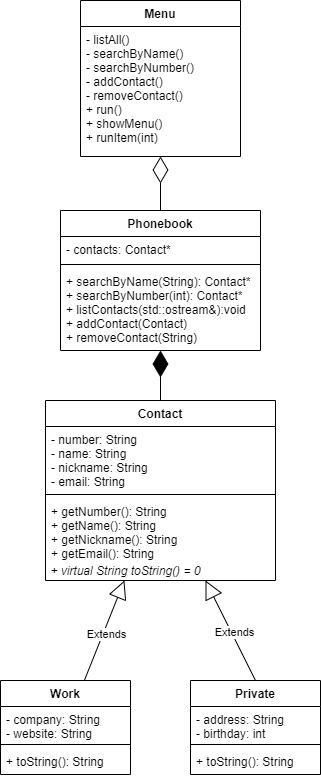 Menu
- listAll()
- searchByName()
- searchByNumber()
- addContact()
- removeContact()
+ run()
+ showMenu()
+ runItem(int)
Phonebook
- contacts: Contact*
+ searchByName(String): Contact*
+ searchByNumber(int): Contact*
+ listContacts(std::ostream&):void
+ addContact(Contact)
+ removeContact(String)
Contact
- number: String
- name: String
- nickname: String
- email: String
+ getNumber(): String
+ getName(): String
+ getNickname(): String
+ getEmail(): String
+ virtual String toString() = 0
Extends
Extends
Work
- company: String
- website: String
+ toString(): String
Private
- address: String
- birthday: int
+ toString(): String